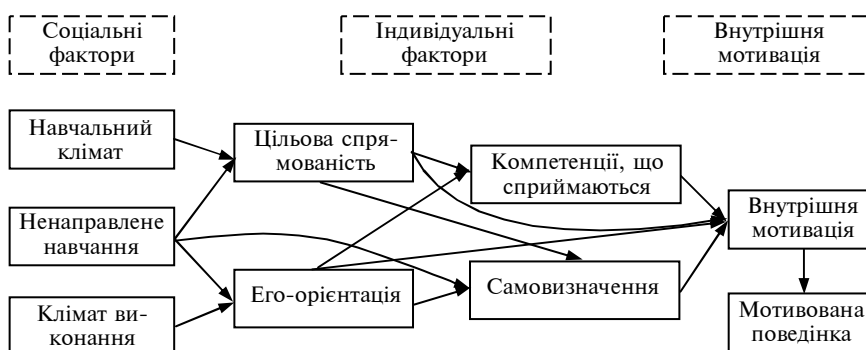 Соціальні
фактори
Індивідуальні
фактори
Внутрішня
мотивація
Навчальний
клімат
Цільова спря-
мованість
Компетенції, що
сприймаються
Ненаправлене
навчання
Внутрішня
мотивація
Его-орієнтація
Самовизначення
Клімат ви-
конання
Мотивована
поведінка